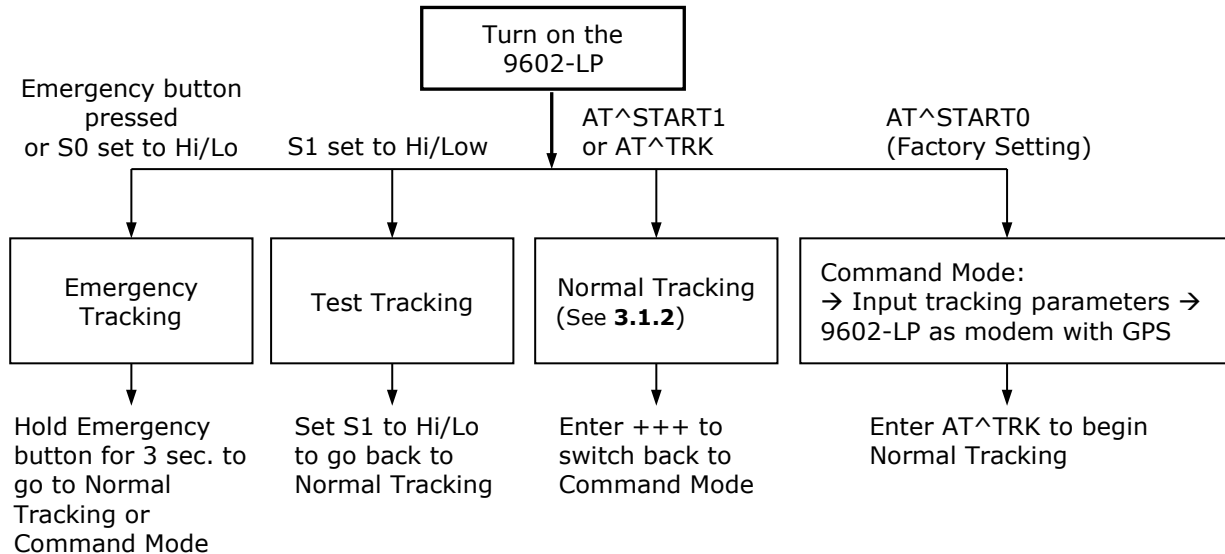 Turn on the
9602-LP
Emergency button
pressed
or S0 set to Hi/Lo
S1 set to Hi/Low
AT^START1
or AT^TRK
AT^START0
(Factory Setting)
Emergency
Tracking
Test Tracking
Normal Tracking
(See 3.1.2)
Command Mode:
→ Input tracking parameters →
9602-LP as modem with GPS
Hold Emergency
button for 3 sec. to
go to Normal
Tracking or
Command Mode
Set S1 to Hi/Lo
to go back to
Normal Tracking
Enter +++ to
switch back to
Command Mode
Enter AT^TRK to begin
Normal Tracking